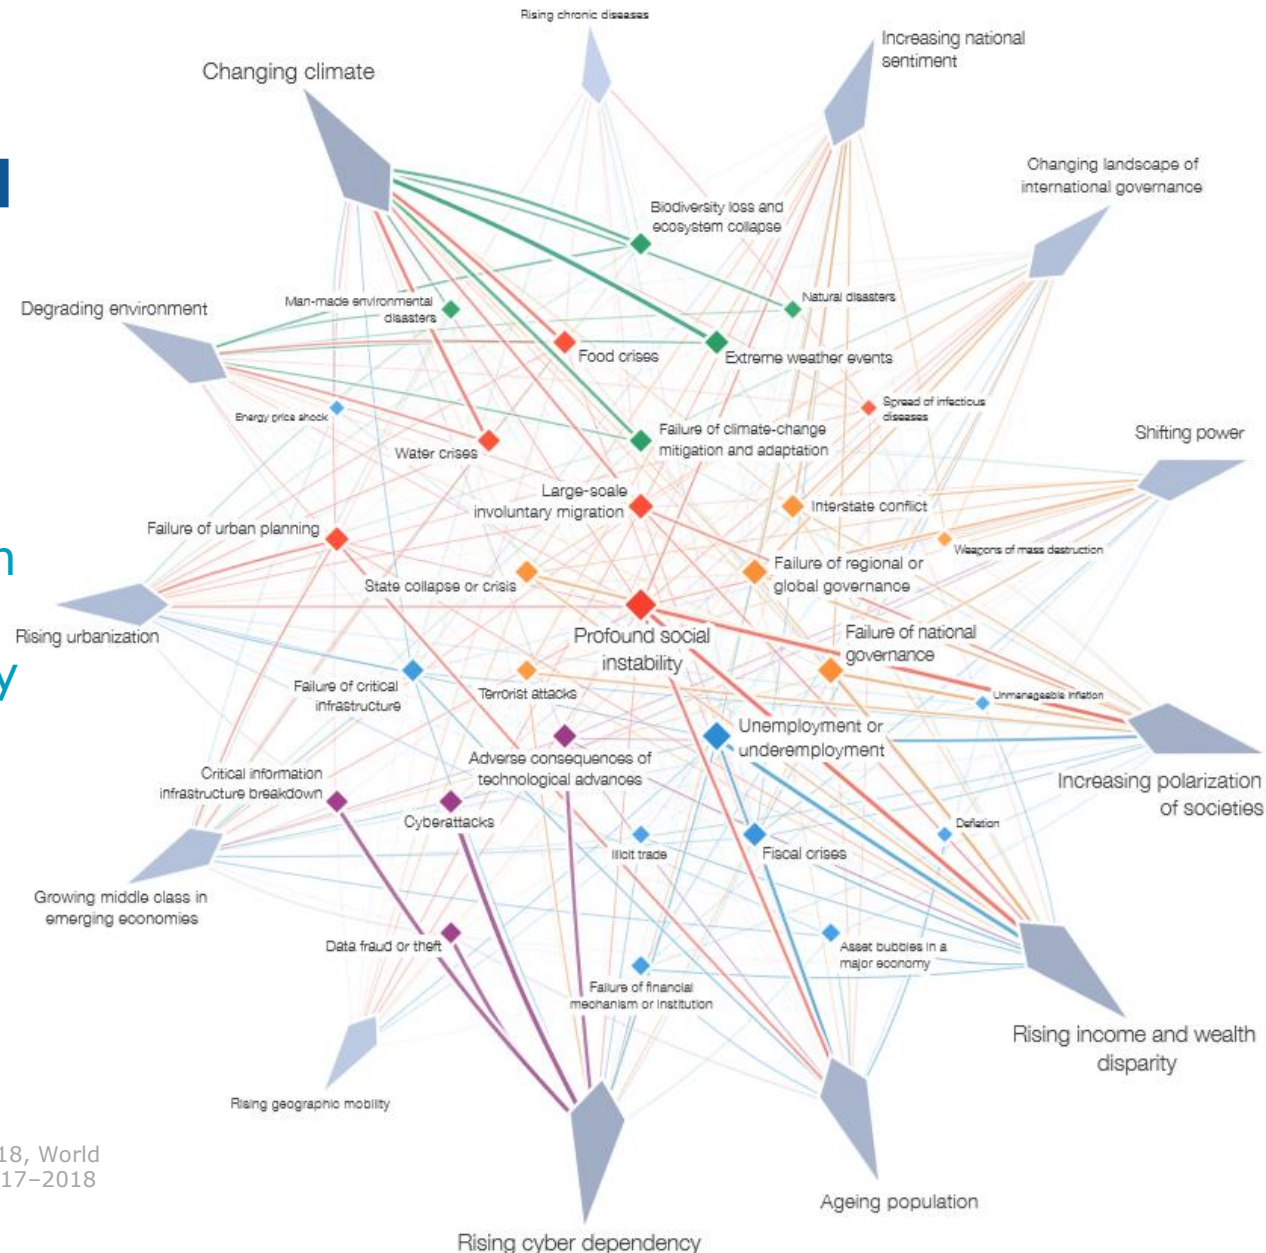 Rising chronic diseases
Increasing national
sentiment
Changing climate
Changing landscape of
international governance
Biodiversity loss and
ecosystem collapse
Degrading environment
Man-made environmental
disasters
Natural disasters
Food crises
Extreme weather events
Energy price shock
Spread of infectious
diseases
Water crises
Failure of climate-change
mitigation and adaptation
Shifting power
Large-scale
involuntary migration
Interstate conflict
Failure of urban planning
Weapons of mass destruction
State collapse or crisis
Failure of regional or
global governance
Rising urbanization
Profound social
instability
Failure of national
governance
Failure of critical
infrastructure
Terrorist attacks
Unmanageable inflation
Unemployment or
underemployment
Adverse consequences of
technological advances
Increasing polarization
of societies
Critical information
infrastructure breakdown
Cyberattacks
Illicit trade
Fiscal crises
Deflation
Growing middle class in
emerging economies
Data fraud or theft
Asset bubbles in a
major economy
Failure of financial
mechanism or institution
Rising income and wealth
disparity
Rising geographic mobility
18, World
17–2018
Ageing population
Rising cyber dependency